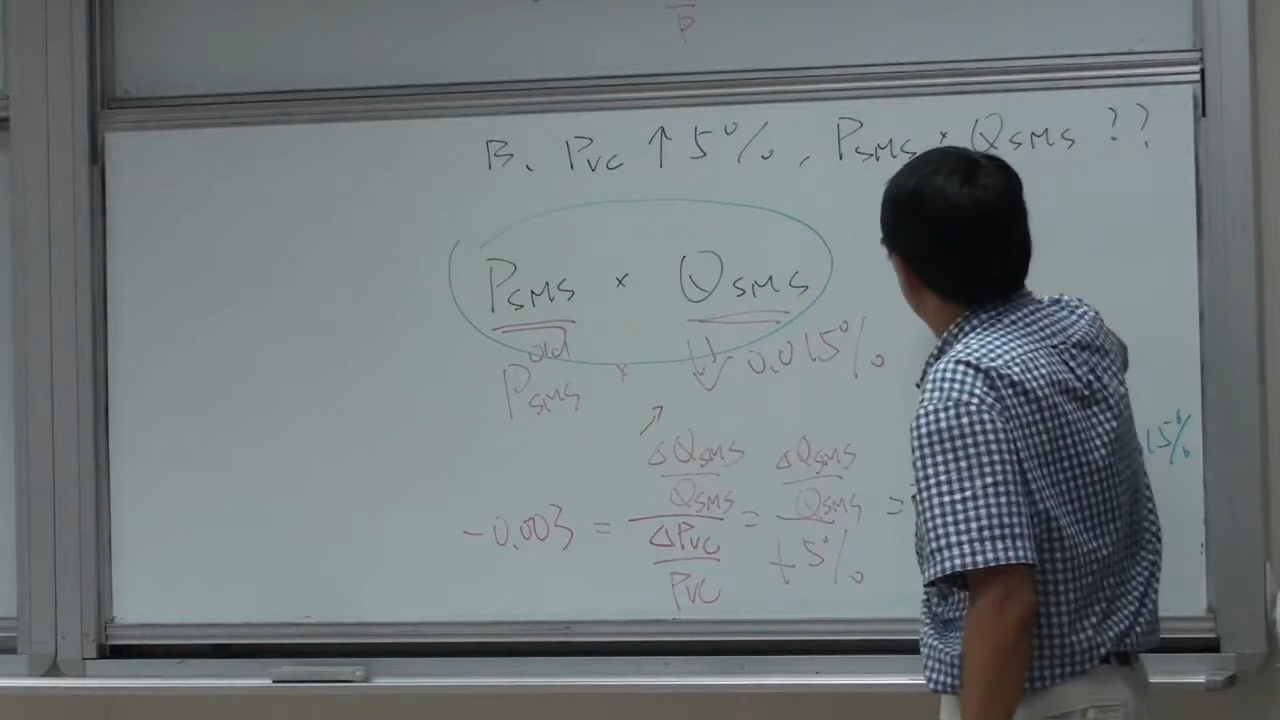 P
B. PVC ↑ 5%, PSMS × QSMS ??
PSMS × QSMS
old
PSMS × ⇓ 0.015%
↗
ΔQSMS ΔQSMS
QSMS QSMS
-0.003 = = =
ΔPVC +5%
PVC
15%